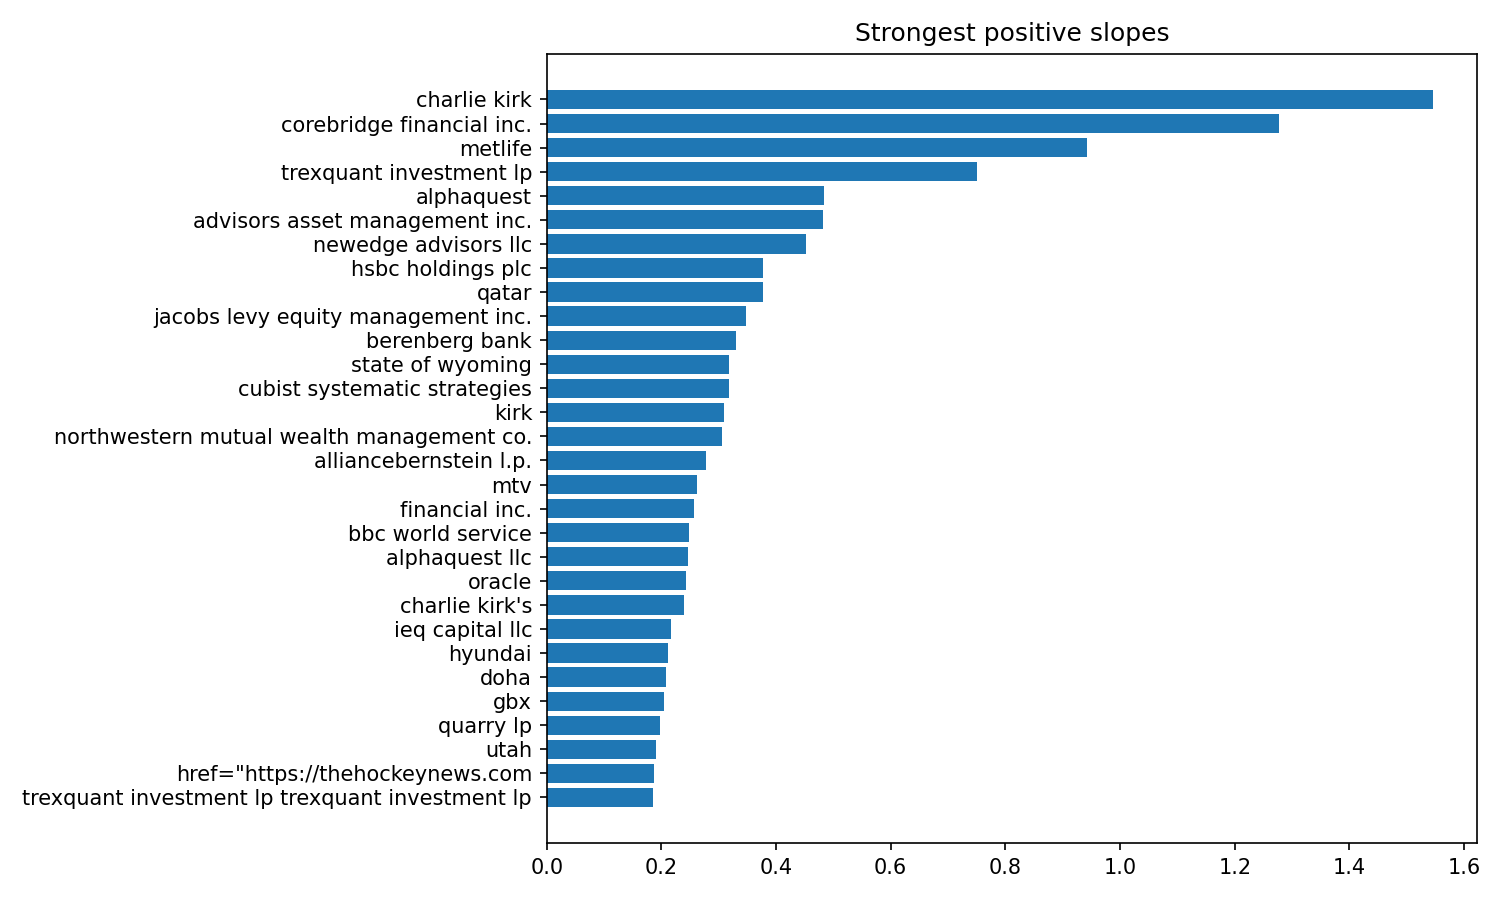 Strongest positive slopes
charlie kirk
corebridge financial inc.
metlife
trexquant investment lp
alphaquest
advisors asset management inc.
newedge advisors llc
hsbc holdings plc
qatar
jacobs levy equity management inc.
berenberg bank
state of wyoming
cubist systematic strategies
kirk
northwestern mutual wealth management co.
alliancebernstein l.p.
mtv
financial inc.
bbc world service
alphaquest llc
oracle
charlie kirk's
ieq capital llc
hyundai
doha
gbx
quarry lp
utah
href="https://thehockeynews.com
trexquant investment lp trexquant investment lp
0.0 0.2 0.4 0.6 0.8 1.0 1.2 1.4 1.6